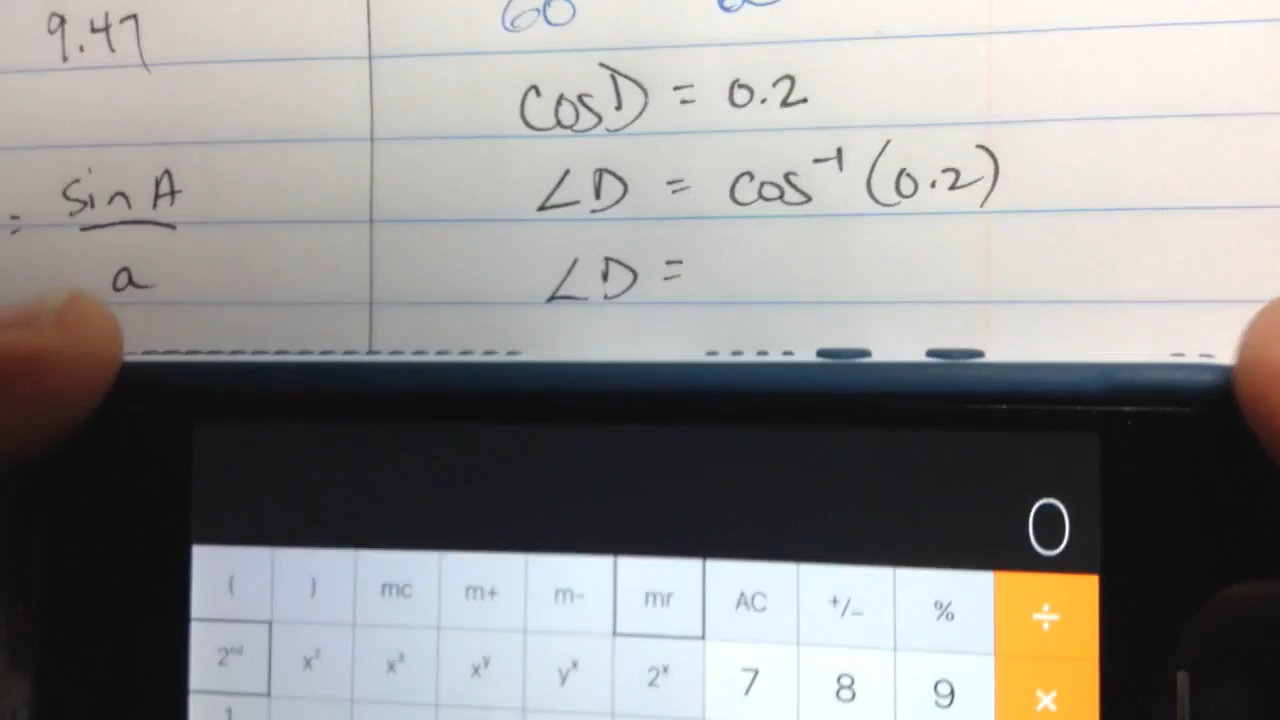 9.47
60
cos D = 0.2
= sin A / a
∠D = cos⁻¹ (0.2)
∠D =
0
( ) mc m+ m- mr AC +/- % ÷
2ⁿᵈ x² x³ xʸ yˣ 2ˣ 7 8 9 ×